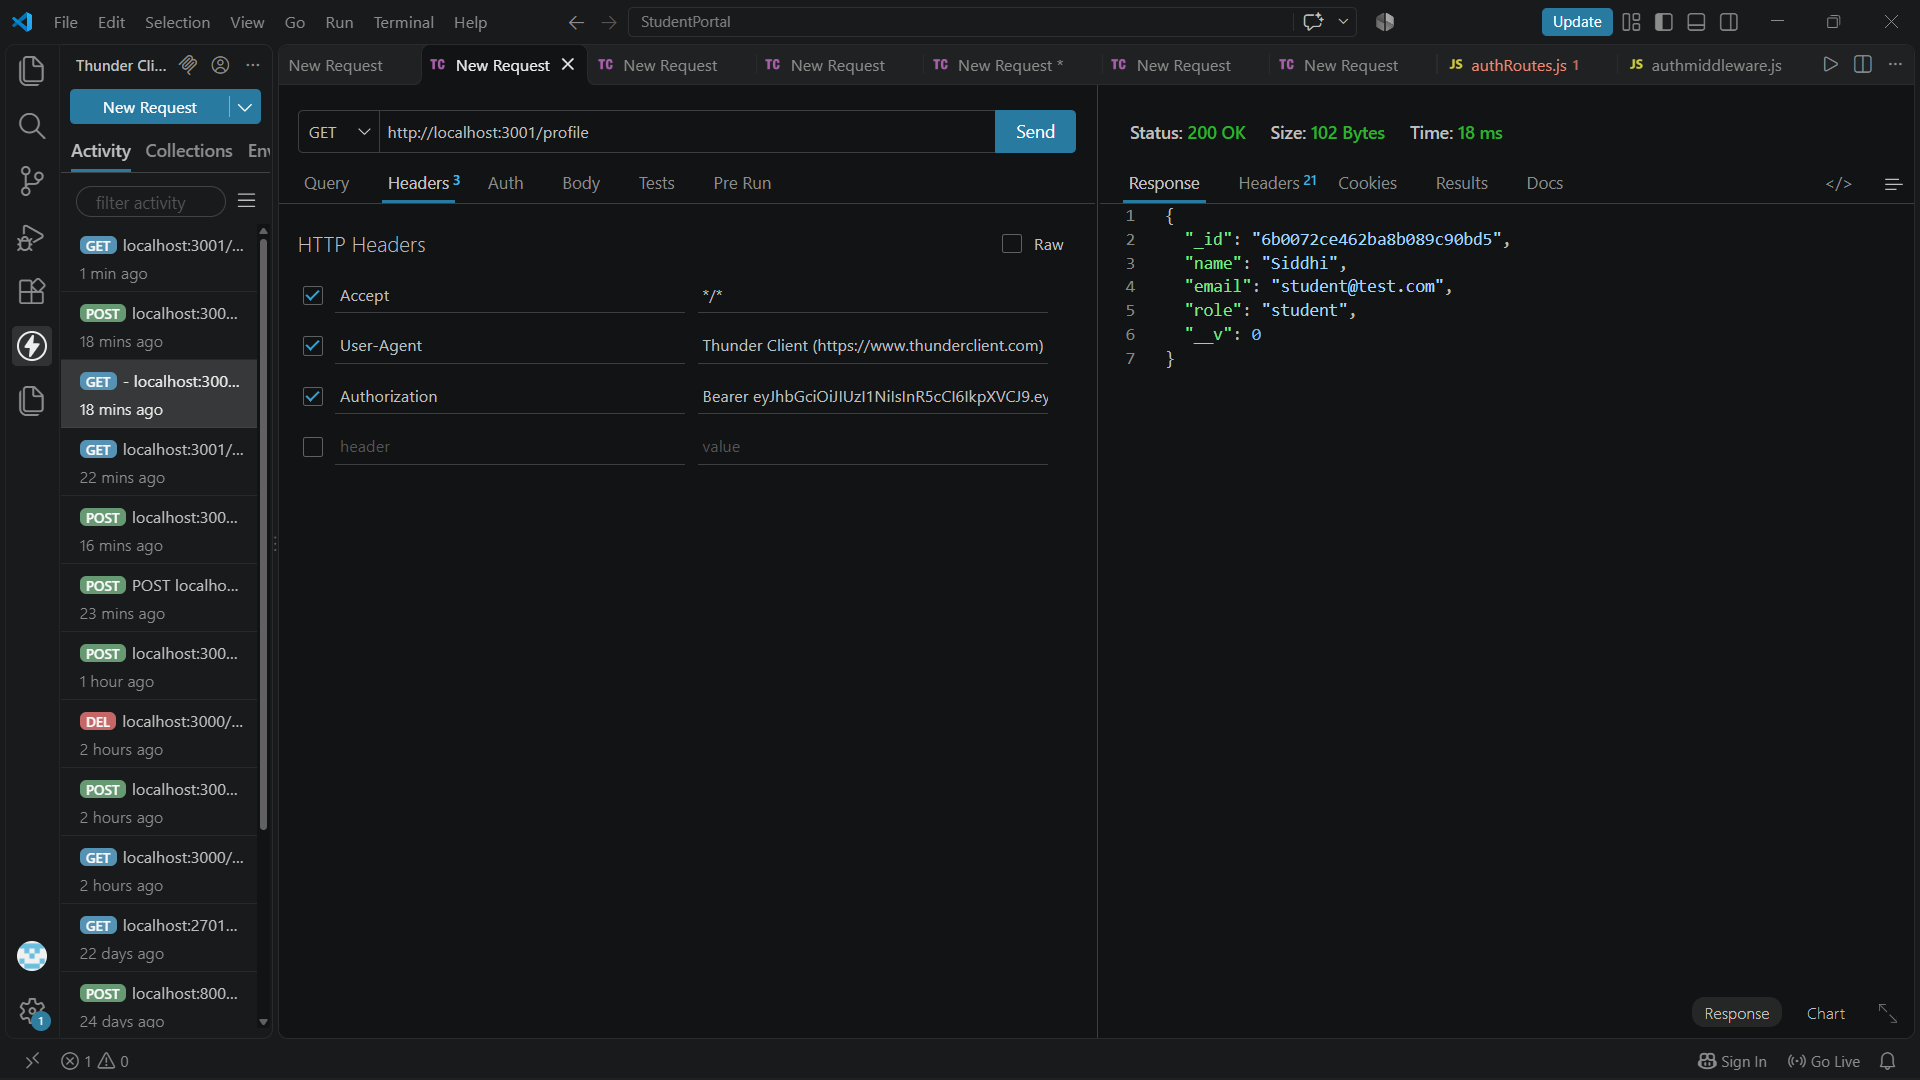 File Edit Selection View Go Run Terminal Help
StudentPortal
Update
Thunder Cli...
New Request
Activity Collections Env
filter activity
GET localhost:3001/...
1 min ago
POST localhost:300...
18 mins ago
GET - localhost:300...
18 mins ago
GET localhost:3001/...
22 mins ago
POST localhost:300...
16 mins ago
POST POST localho...
23 mins ago
POST localhost:300...
1 hour ago
DEL localhost:3000/...
2 hours ago
POST localhost:300...
2 hours ago
GET localhost:3000/...
2 hours ago
GET localhost:2701...
22 days ago
POST localhost:800...
24 days ago
1
New Request
TC New Request
TC New Request
TC New Request
TC New Request *
TC New Request
TC New Request
JS authRoutes.js 1
JS authmiddleware.js
GET http://localhost:3001/profile Send
Query Headers 3 Auth Body Tests Pre Run
HTTP Headers Raw
Accept */*
User-Agent Thunder Client (https://www.thunderclient.com)
Authorization Bearer eyJhbGciOiJIUzI1NiIsInR5cCI6IkpXVCJ9.ey
header value
Status: 200 OK Size: 102 Bytes Time: 18 ms
Response Headers 21 Cookies Results Docs </>
1 {
2 "_id": "6b0072ce462ba8b089c90bd5",
3 "name": "Siddhi",
4 "email": "student@test.com",
5 "role": "student",
6 "__v": 0
7 }
Response Chart
1 0
Sign In Go Live